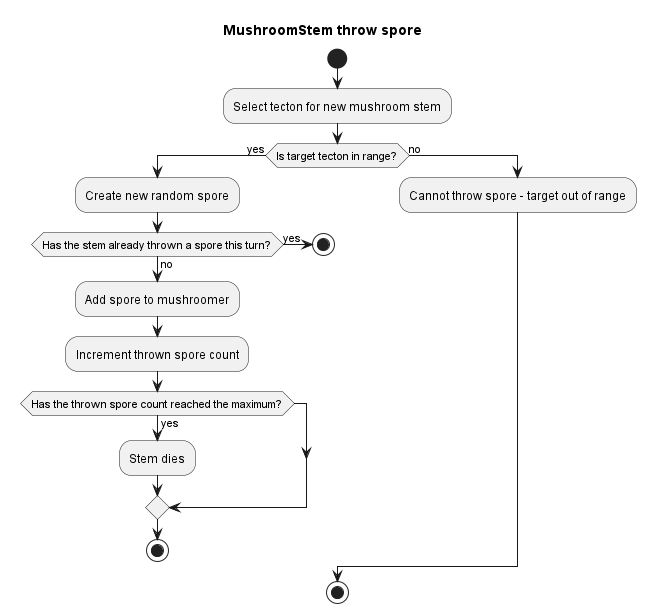 MushroomStem throw spore
Select tecton for new mushroom stem
yes
Is target tecton in range?
no
Create new random spore
Cannot throw spore - target out of range
Has the stem already thrown a spore this turn?
yes
no
Add spore to mushroomer
Increment thrown spore count
Has the thrown spore count reached the maximum?
yes
Stem dies